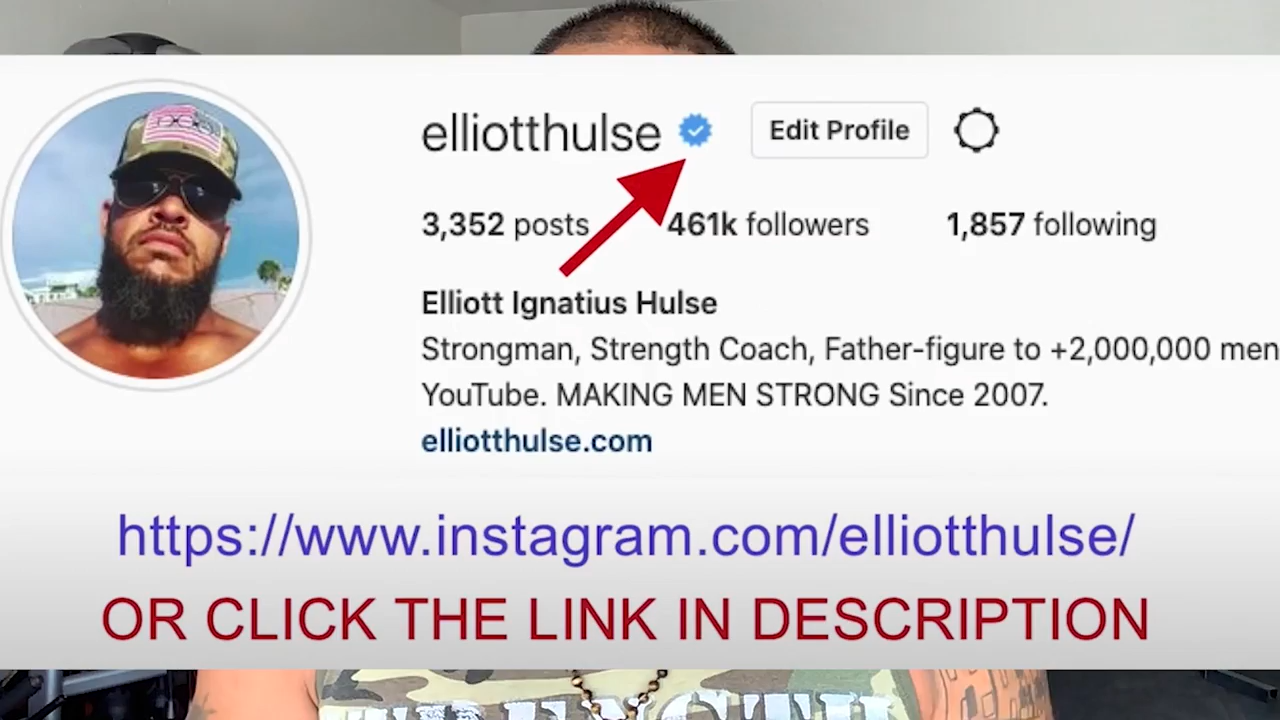 elliotthulse
Edit Profile
3,352 posts 461k followers 1,857 following
Elliott Ignatius Hulse
Strongman, Strength Coach, Father-figure to +2,000,000 men
YouTube. MAKING MEN STRONG Since 2007.
elliotthulse.com
https://www.instagram.com/elliotthulse/
OR CLICK THE LINK IN DESCRIPTION